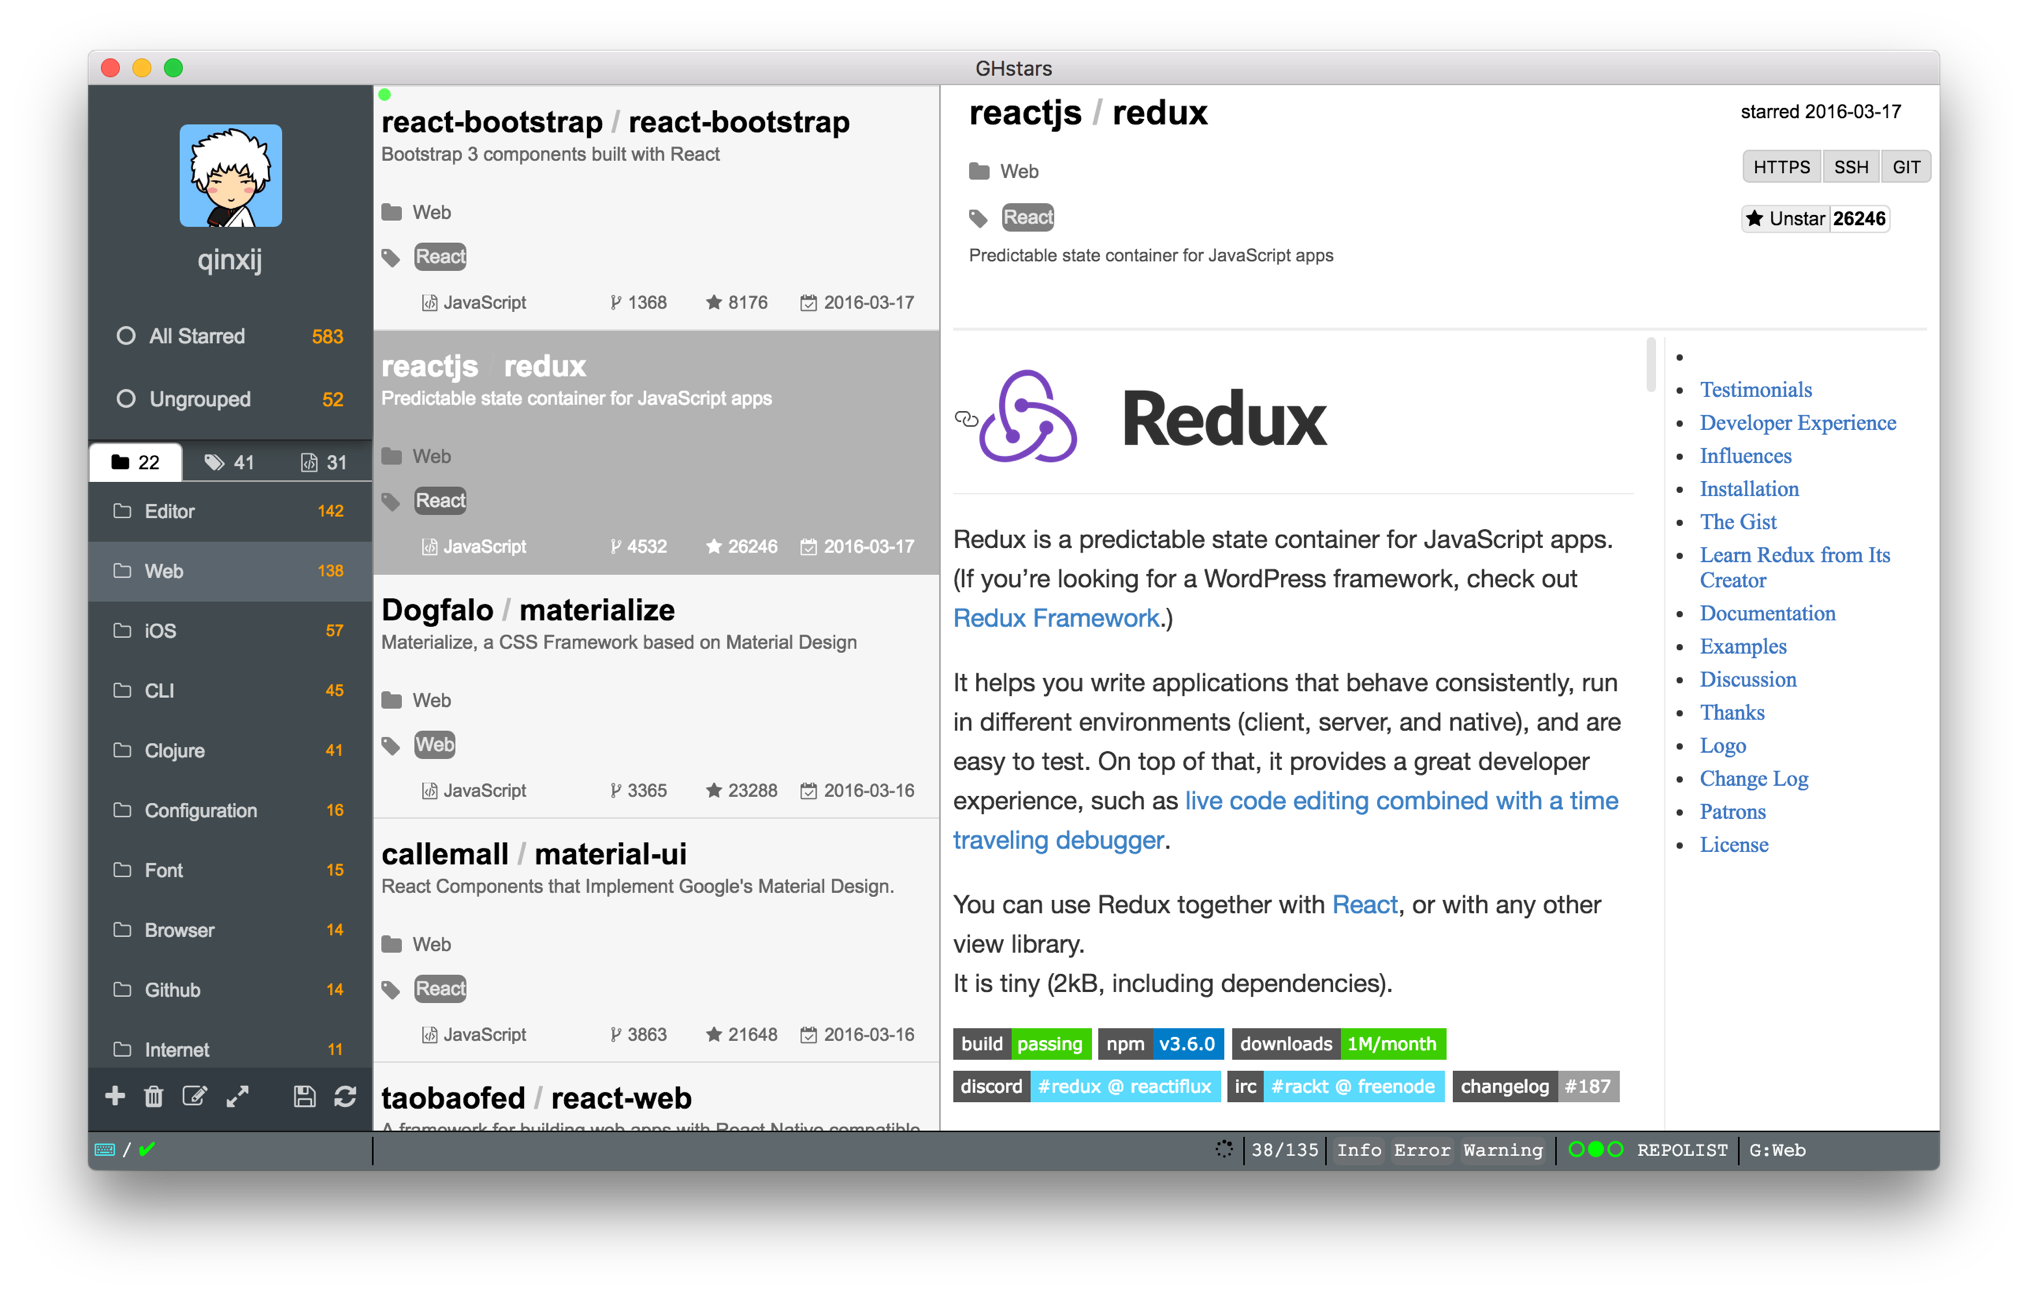 GHstars
qinxij
All Starred 583
Ungrouped 52
22 41 31
Editor 142
Web 138
iOS 57
CLI 45
Clojure 41
Configuration 16
Font 15
Browser 14
Github 14
Internet 11
react-bootstrap / react-bootstrap
Bootstrap 3 components built with React
Web
React
JavaScript 1368 8176 2016-03-17
reactjs / redux
Predictable state container for JavaScript apps
Web
React
JavaScript 4532 26246 2016-03-17
Dogfalo / materialize
Materialize, a CSS Framework based on Material Design
Web
Web
JavaScript 3365 23288 2016-03-16
callemall / material-ui
React Components that Implement Google's Material Design.
Web
React
JavaScript 3863 21648 2016-03-16
taobaofed / react-web
A framework for building web apps with React Native compatible
reactjs / redux
starred 2016-03-17
Web
HTTPS SSH GIT
React
Unstar 26246
Predictable state container for JavaScript apps
Redux
Redux is a predictable state container for JavaScript apps.
(If you’re looking for a WordPress framework, check out
Redux Framework.)
It helps you write applications that behave consistently, run
in different environments (client, server, and native), and are
easy to test. On top of that, it provides a great developer
experience, such as live code editing combined with a time
traveling debugger.
You can use Redux together with React, or with any other
view library.
It is tiny (2kB, including dependencies).
build passing npm v3.6.0 downloads 1M/month
discord #redux @ reactiflux irc #rackt @ freenode changelog #187
Testimonials
Developer Experience
Influences
Installation
The Gist
Learn Redux from Its
Creator
Documentation
Examples
Discussion
Thanks
Logo
Change Log
Patrons
License
/
38/135 Info Error Warning REPOLIST G:Web